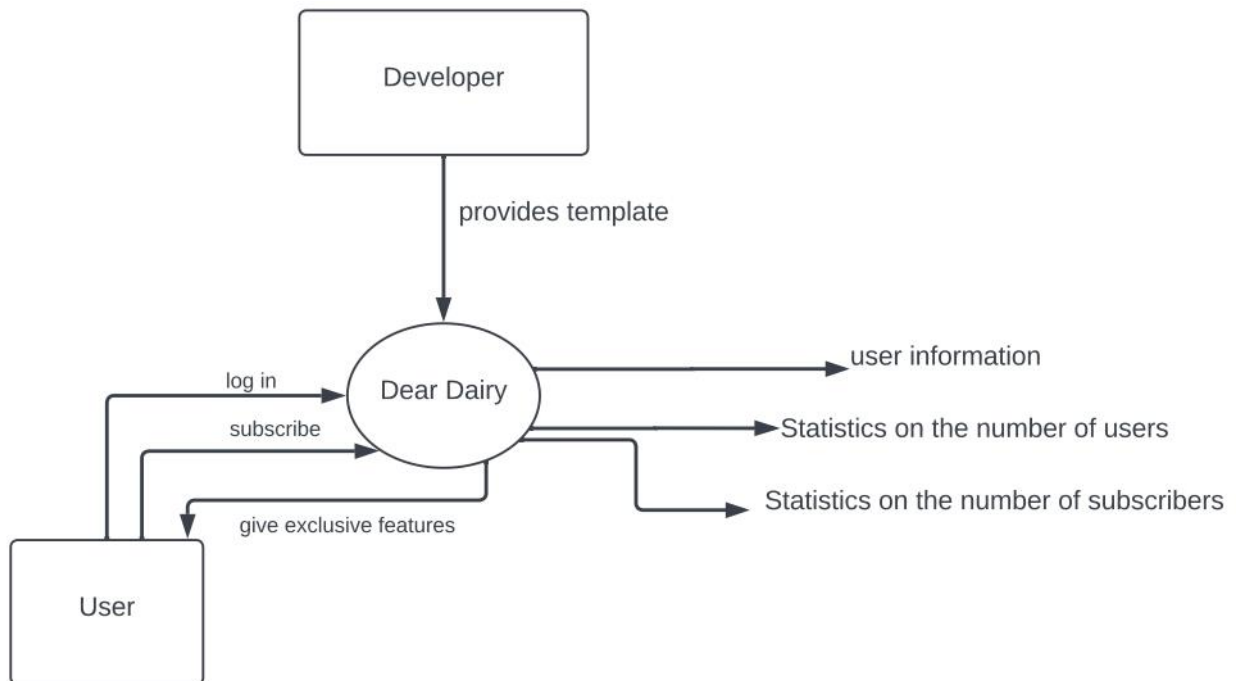 Developer
provides template
user information
log in
Dear Dairy
subscribe
Statistics on the number of users
Statistics on the number of subscribers
give exclusive features
User